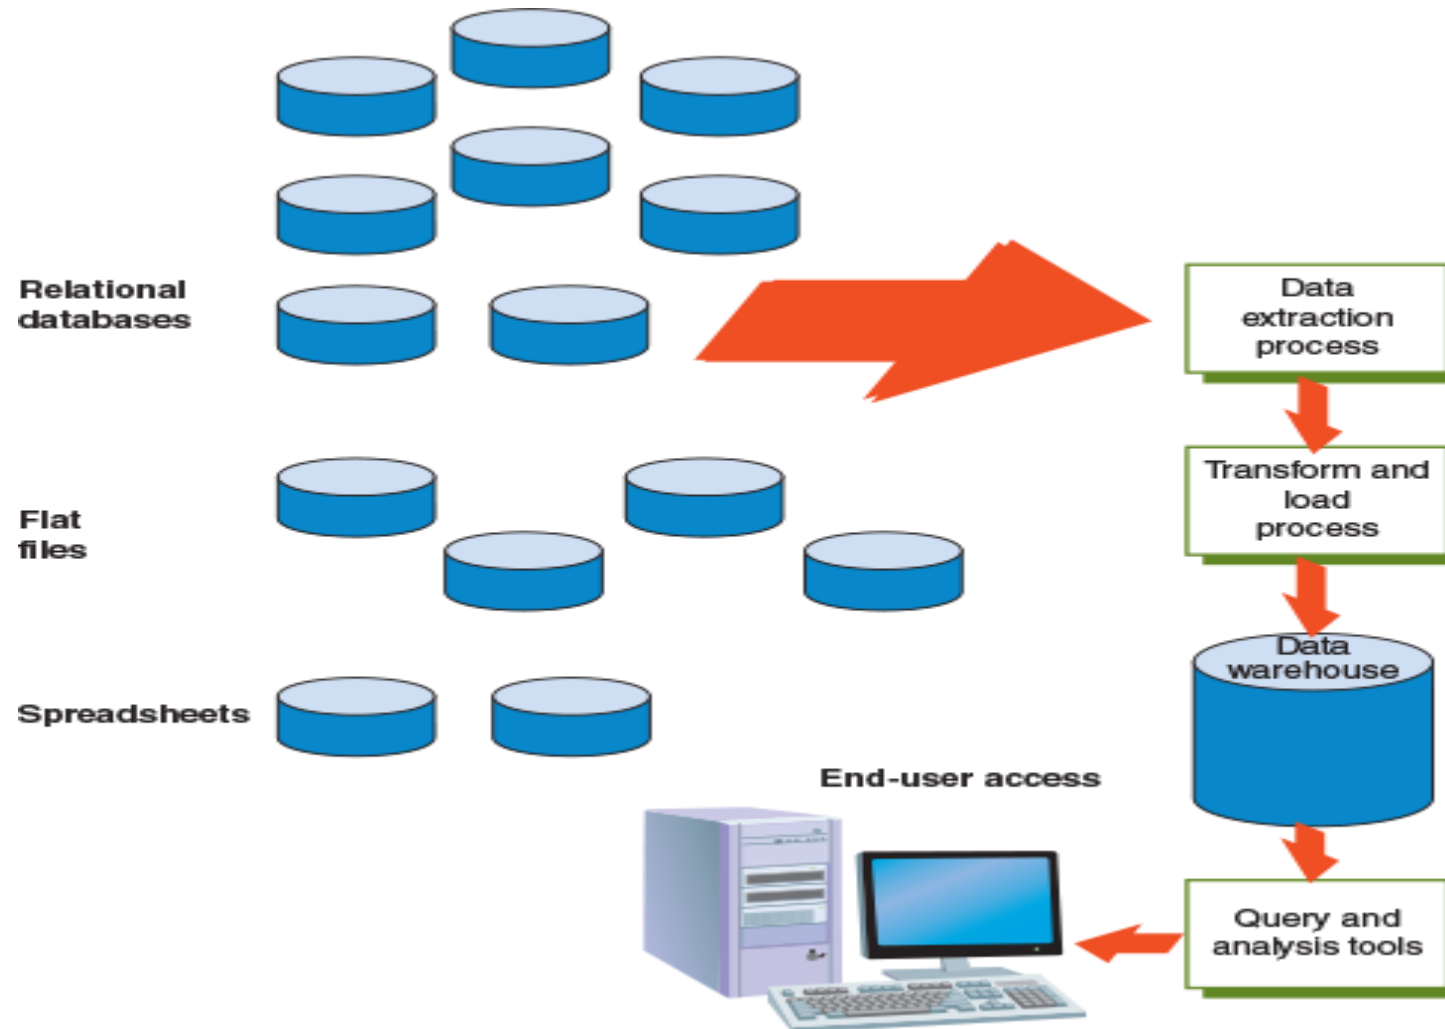 Relational
databases
Data
extraction
process
Transform and
load
process
Flat
files
Data
warehouse
Spreadsheets
End-user access
Query and
analysis tools